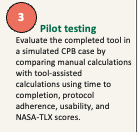 3
Pilot testing
Evaluate the completed tool in
a simulated CPB case by
comparing manual calculations
with tool-assisted
calculations using time to
completion, protocol
adherence, usability, and
NASA-TLX scores.